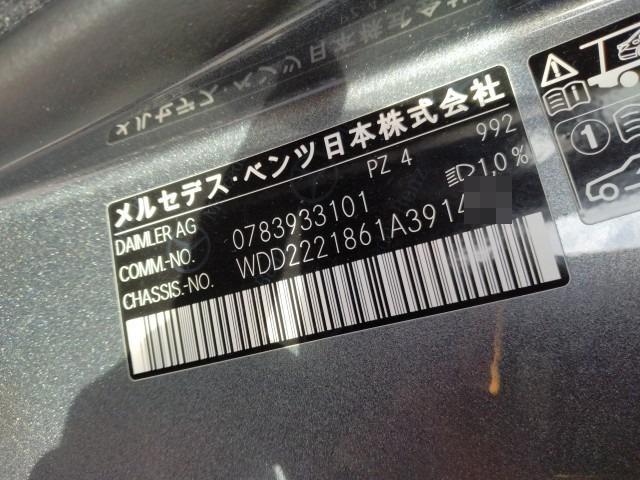 メルセデス・ベンツ日本株式会社
DAIMLER AG PZ 4 992
COMM.-NO. 0783933101 1,0 %
CHASSIS.-NO. WDD2221861A3914
1